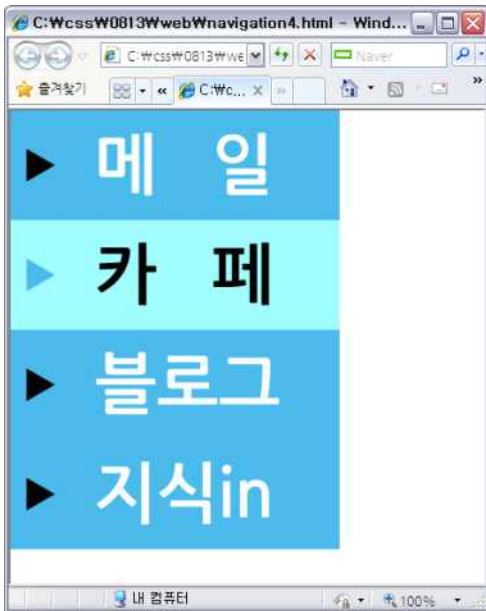 C:₩css₩0813₩web₩navigation4.html - Wind...
C:₩css₩0813₩we
Naver
즐겨찾기
C:₩c...
메 일
카 페
블로그
지식in
내 컴퓨터
100%